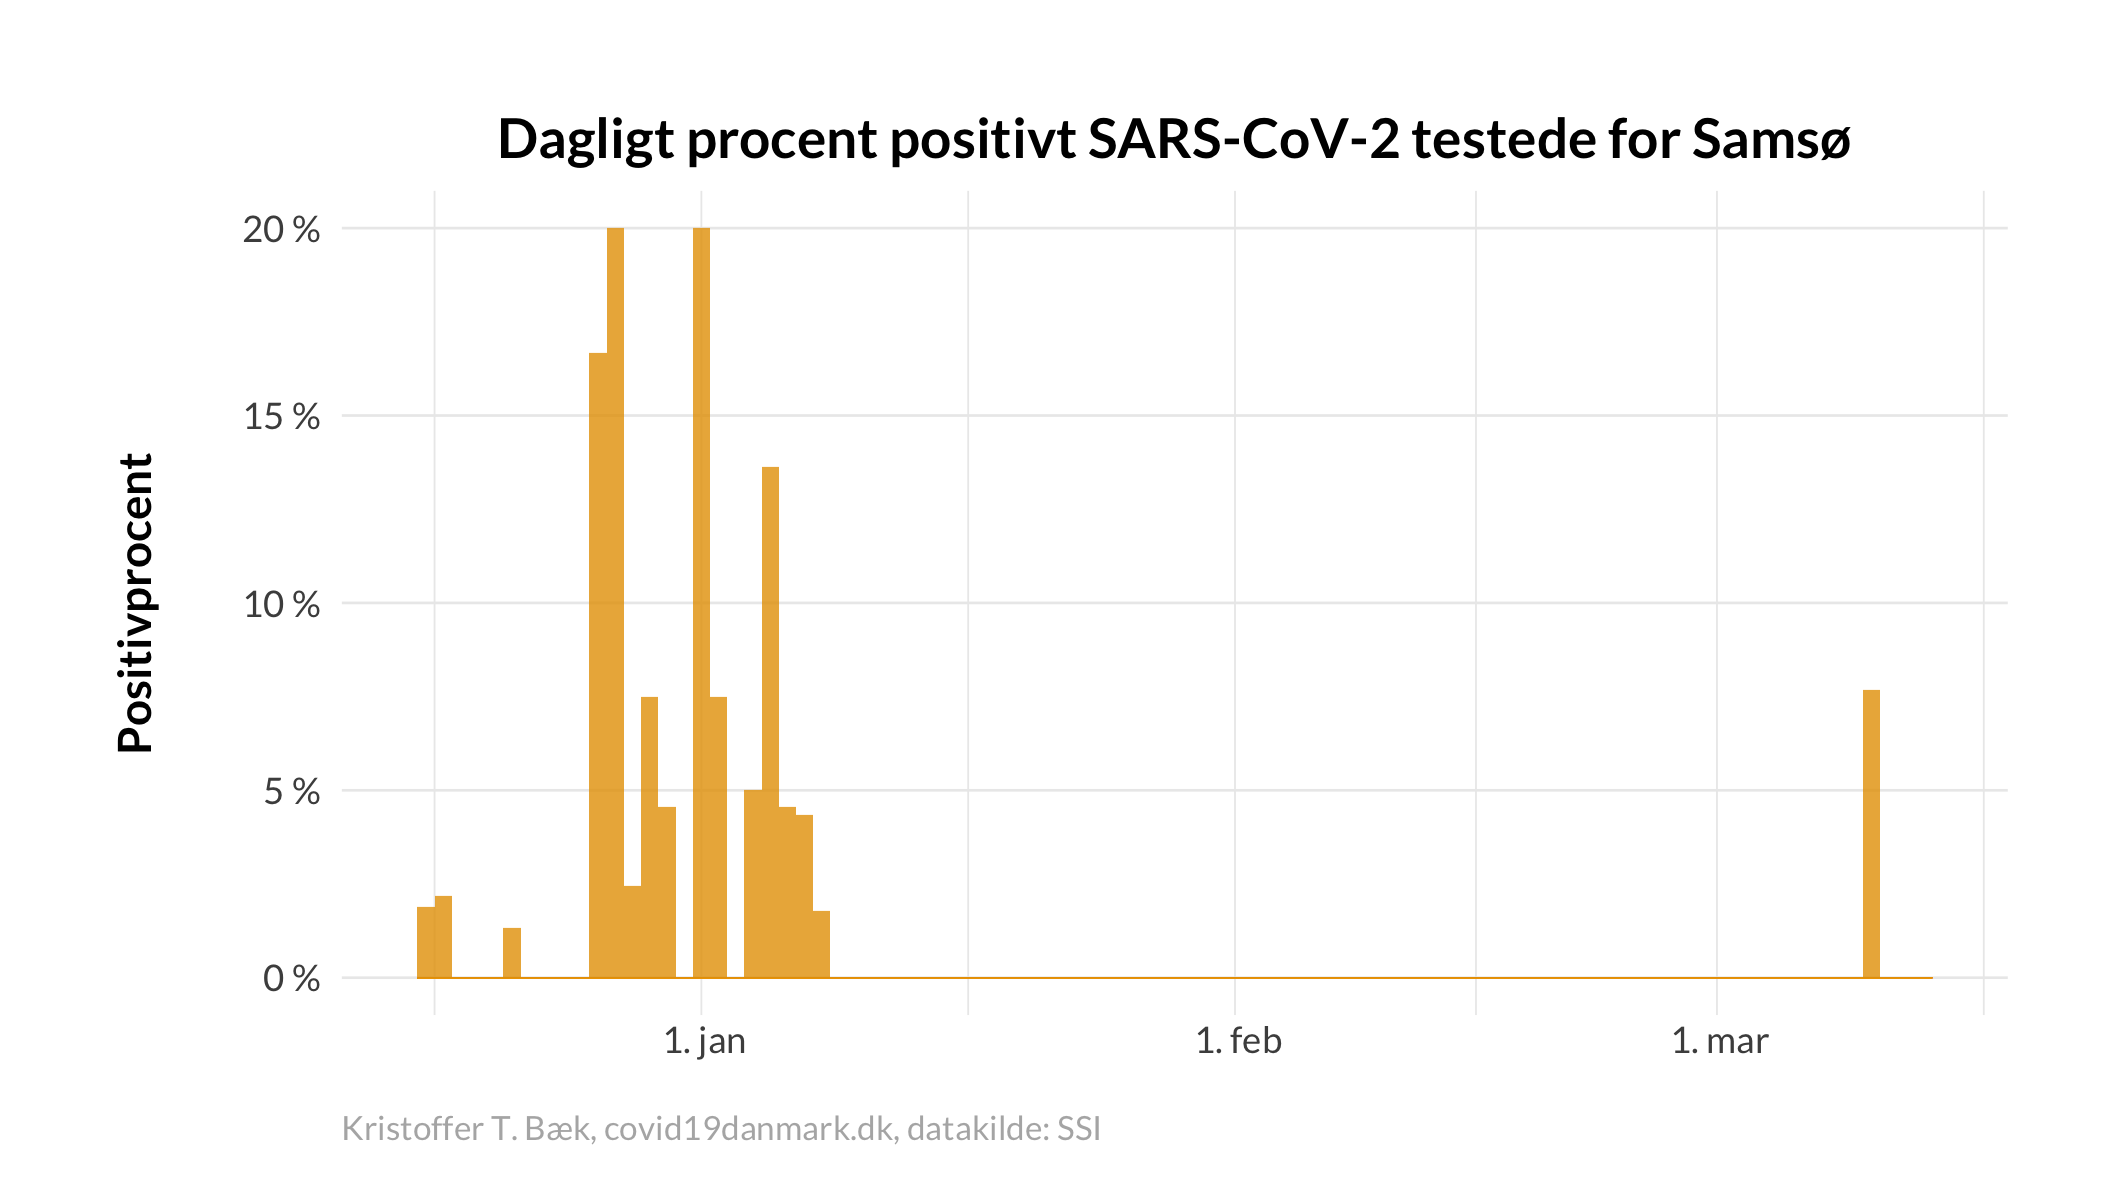 Dagligt procent positivt SARS-CoV-2 testede for Samsø
Positivprocent
20 %
15 %
10 %
5 %
0 %
1. jan
1. feb
1. mar
Kristoffer T. Bæk, covid19danmark.dk, datakilde: SSI